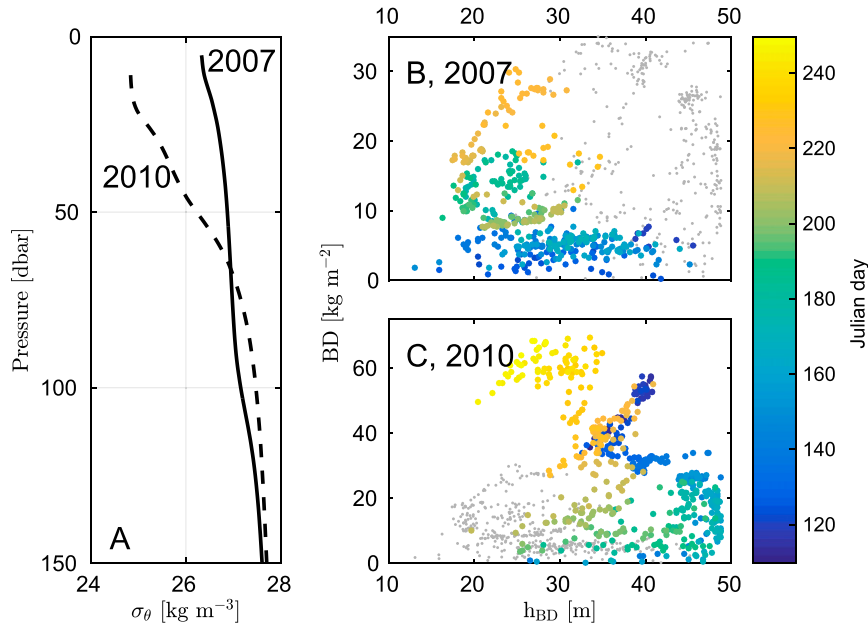 10 20 30 40 50
0
50
100
150
Pressure [dbar]
2007
2010
A
24 26 28
σθ [kg m−3]
30
20
10
0
B, 2007
BD [kg m−2]
60
40
20
0
C, 2010
10 20 30 40 50
hBD [m]
240
220
200
180
160
140
120
Julian day